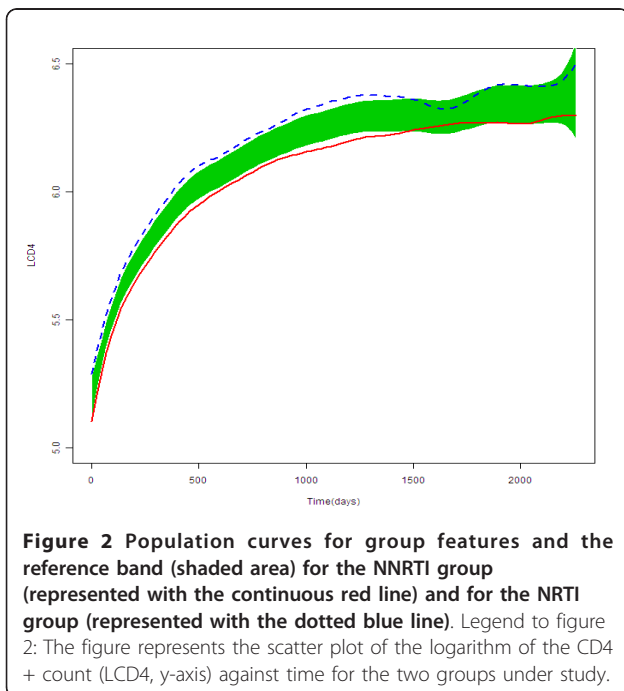 6.5
6.0
5.5
5.0
LCD4
0 500 1000 1500 2000
Time(days)
Figure 2 Population curves for group features and the
reference band (shaded area) for the NNRTI group
(represented with the continuous red line) and for the NRTI
group (represented with the dotted blue line). Legend to figure
2: The figure represents the scatter plot of the logarithm of the CD4
+ count (LCD4, y-axis) against time for the two groups under study.